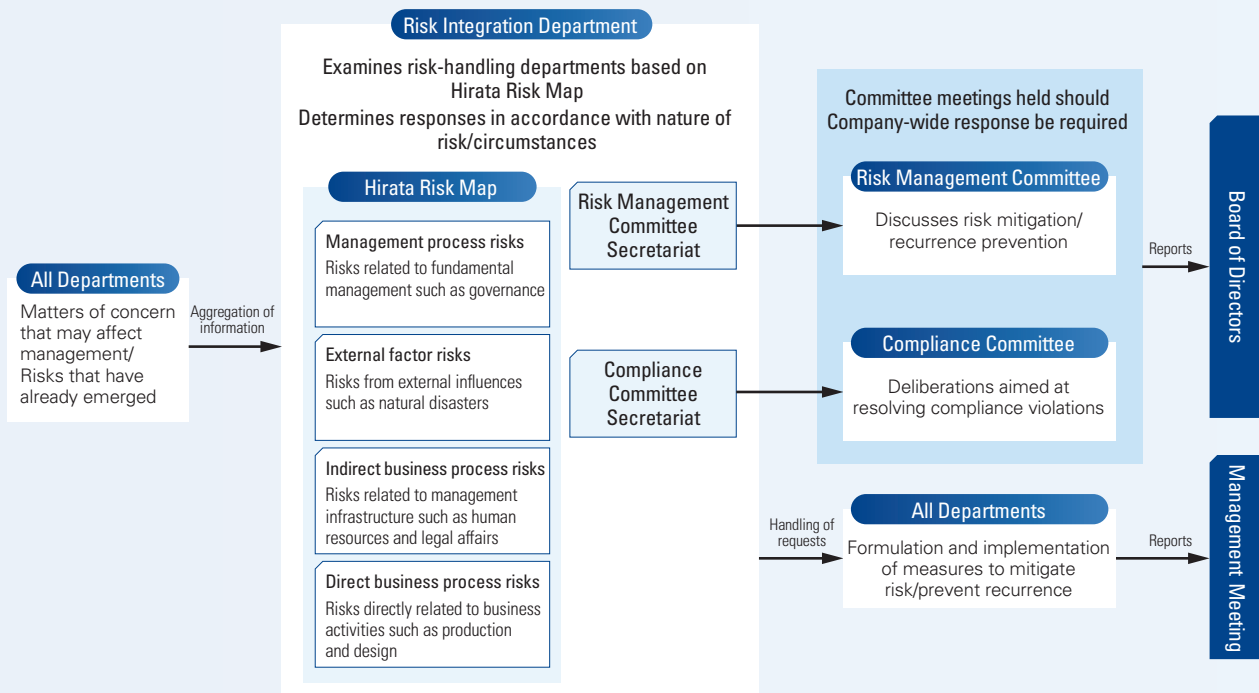 All Departments
Matters of concern
that may affect
management/
Risks that have
already emerged
Aggregation of
information
Risk Integration Department
Examines risk-handling departments based on
Hirata Risk Map
Determines responses in accordance with nature of
risk/circumstances
Hirata Risk Map
Management process risks
Risks related to fundamental
management such as governance
External factor risks
Risks from external influences
such as natural disasters
Indirect business process risks
Risks related to management
infrastructure such as human
resources and legal affairs
Direct business process risks
Risks directly related to business
activities such as production
and design
Risk Management
Committee
Secretariat
Compliance
Committee
Secretariat
Committee meetings held should
Company-wide response be required
Risk Management Committee
Discusses risk mitigation/
recurrence prevention
Compliance Committee
Deliberations aimed at
resolving compliance violations
Reports
Board of Directors
Handling of
requests
All Departments
Formulation and implementation
of measures to mitigate
risk/prevent recurrence
Reports
Management Meeting